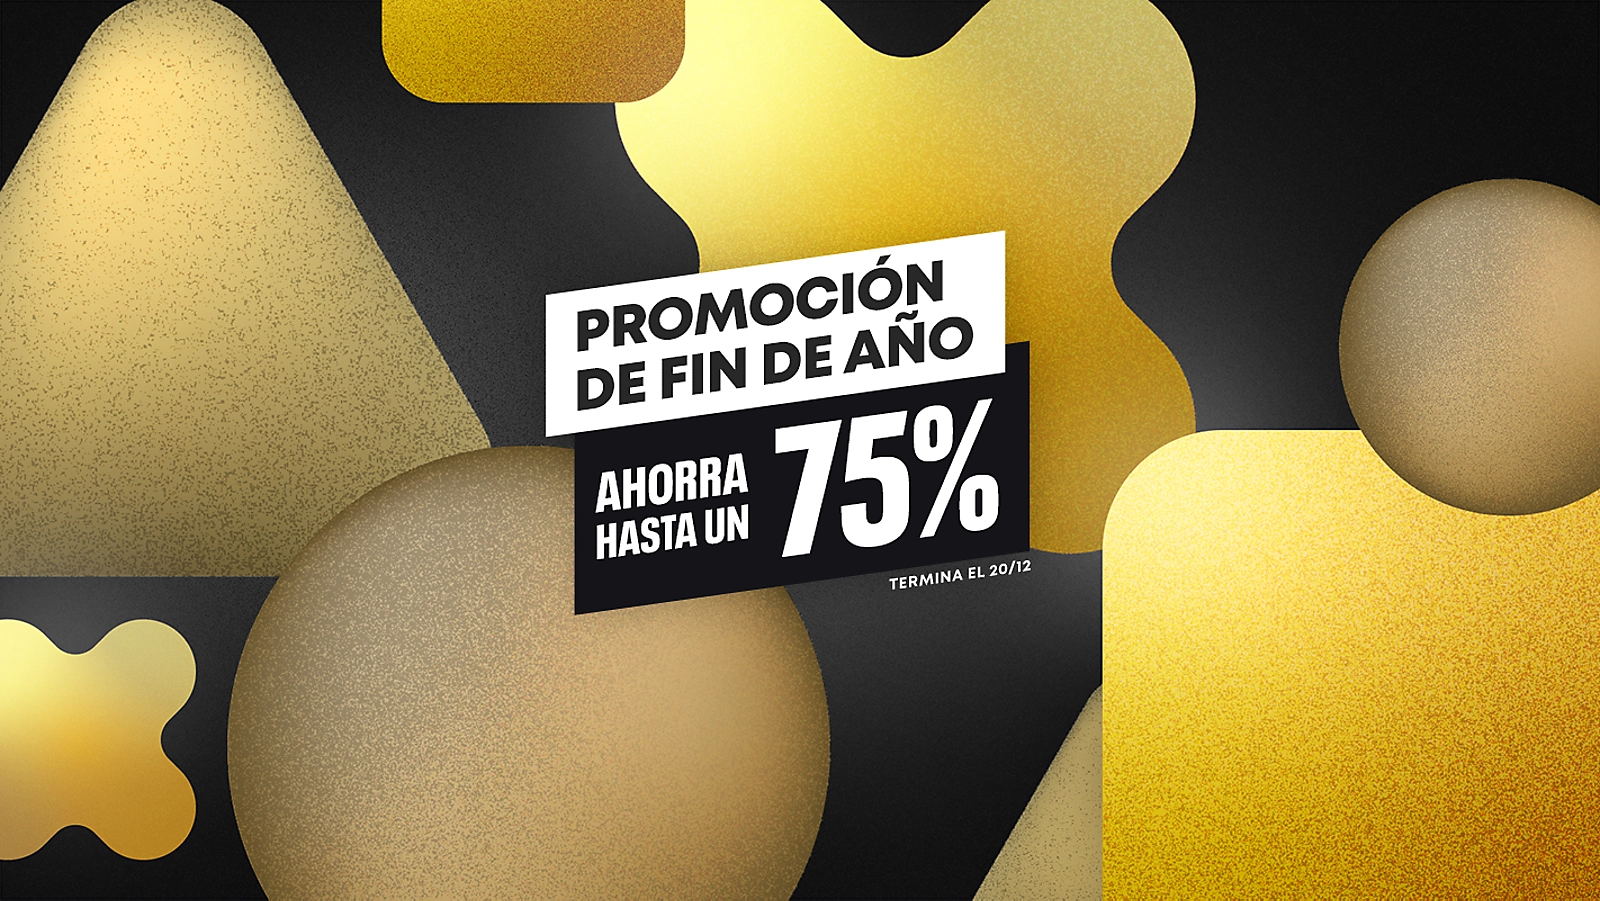 PROMOCIÓN
DE FIN DE AÑO
AHORRA
HASTA UN
75%
TERMINA EL 20/12